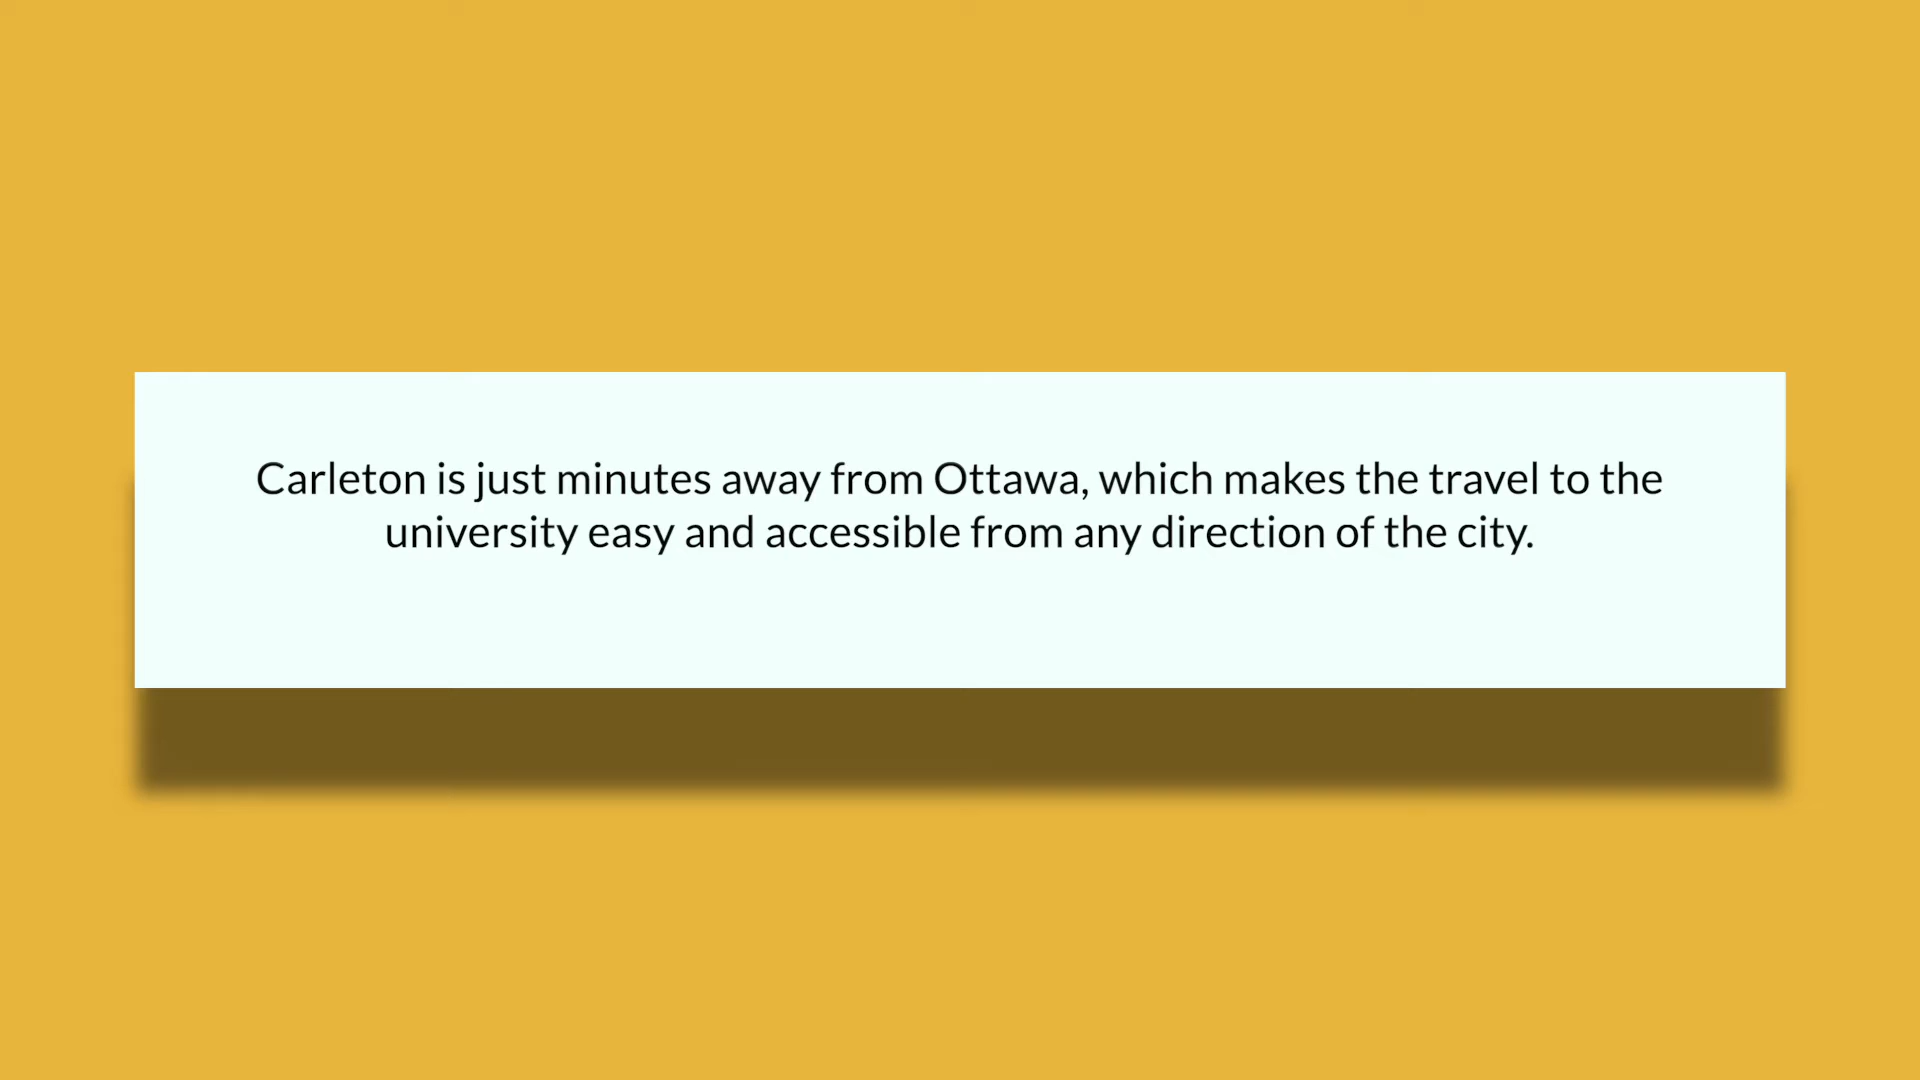 Carleton is just minutes away from Ottawa, which makes the travel to the
university easy and accessible from any direction of the city.